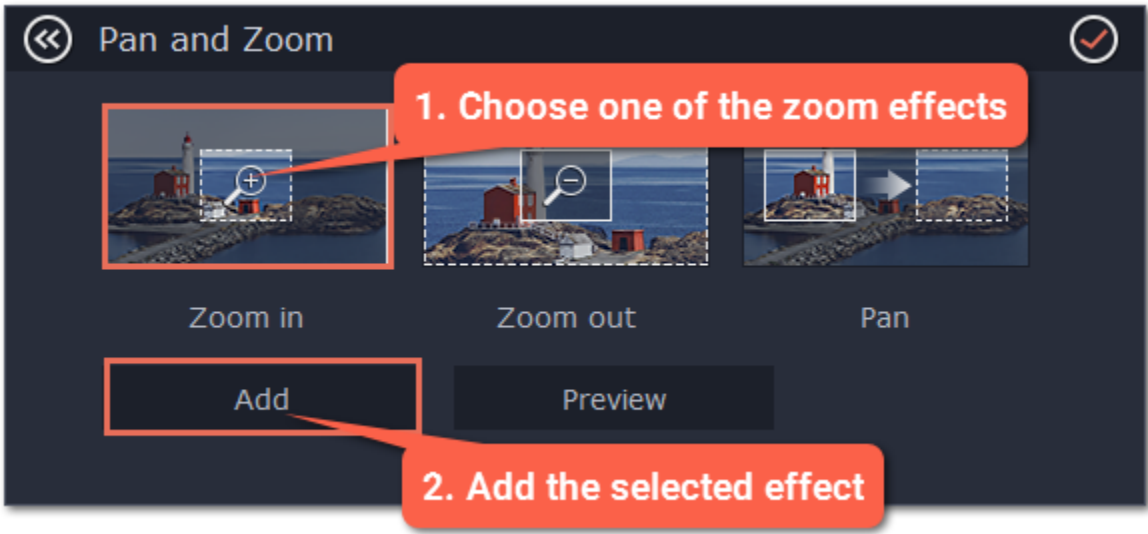 Pan and Zoom
1. Choose one of the zoom effects
Zoom in
Zoom out
Pan
Add
Preview
2. Add the selected effect